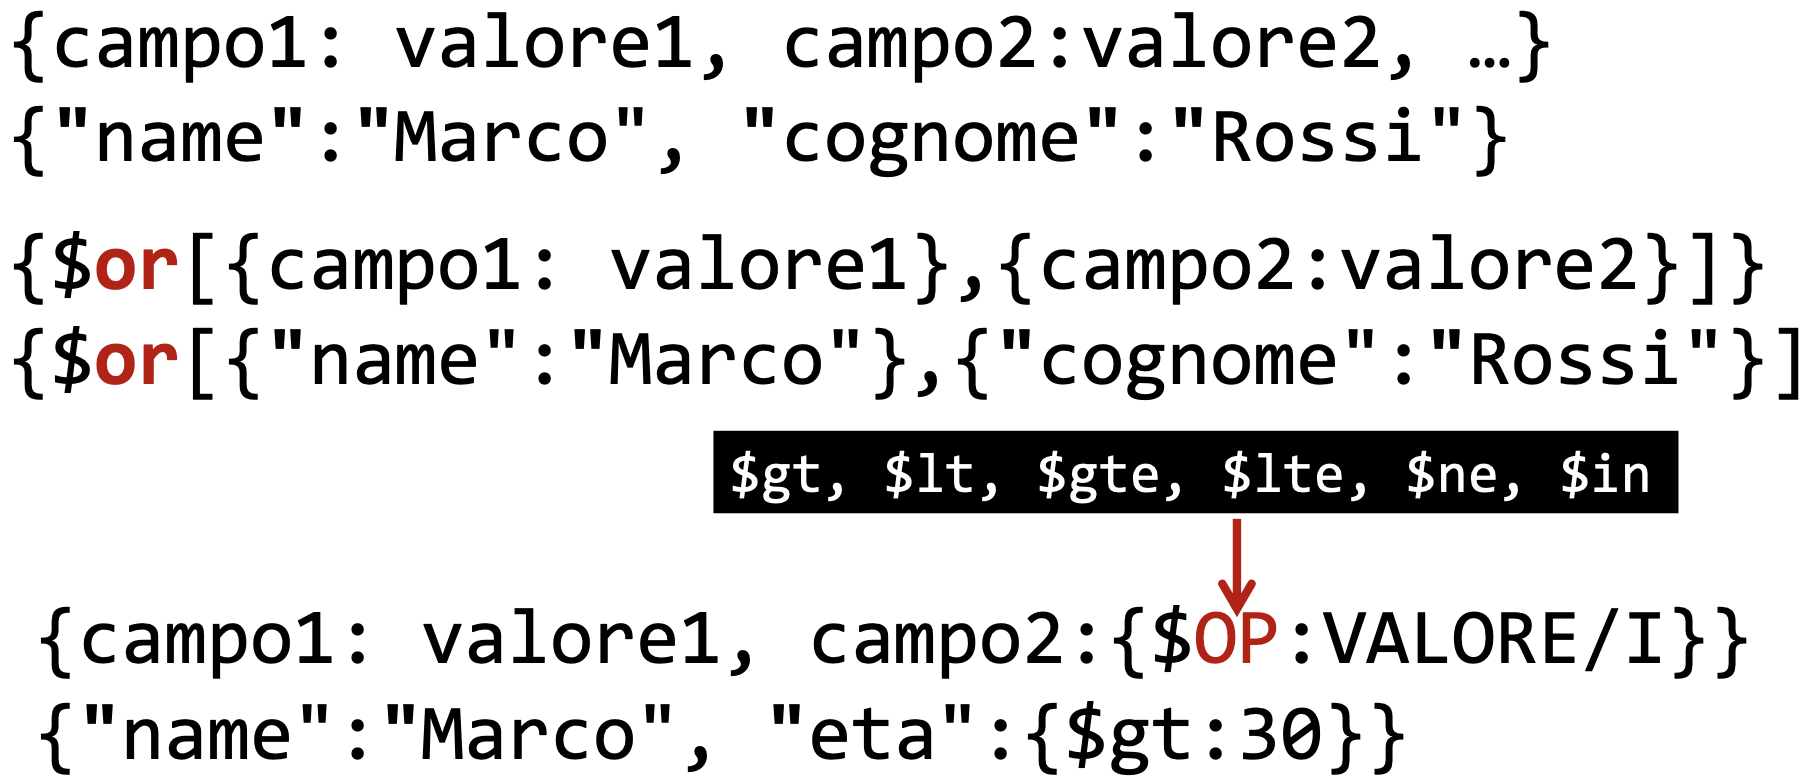 {campo1: valore1, campo2:valore2, …}
{"name":"Marco", "cognome":"Rossi"}
{$or[{campo1: valore1},{campo2:valore2}]}
{$or[{"name":"Marco"},{"cognome":"Rossi"}]
$gt, $lt, $gte, $lte, $ne, $in
{campo1: valore1, campo2:{$OP:VALORE/I}}
{"name":"Marco", "eta":{$gt:30}}